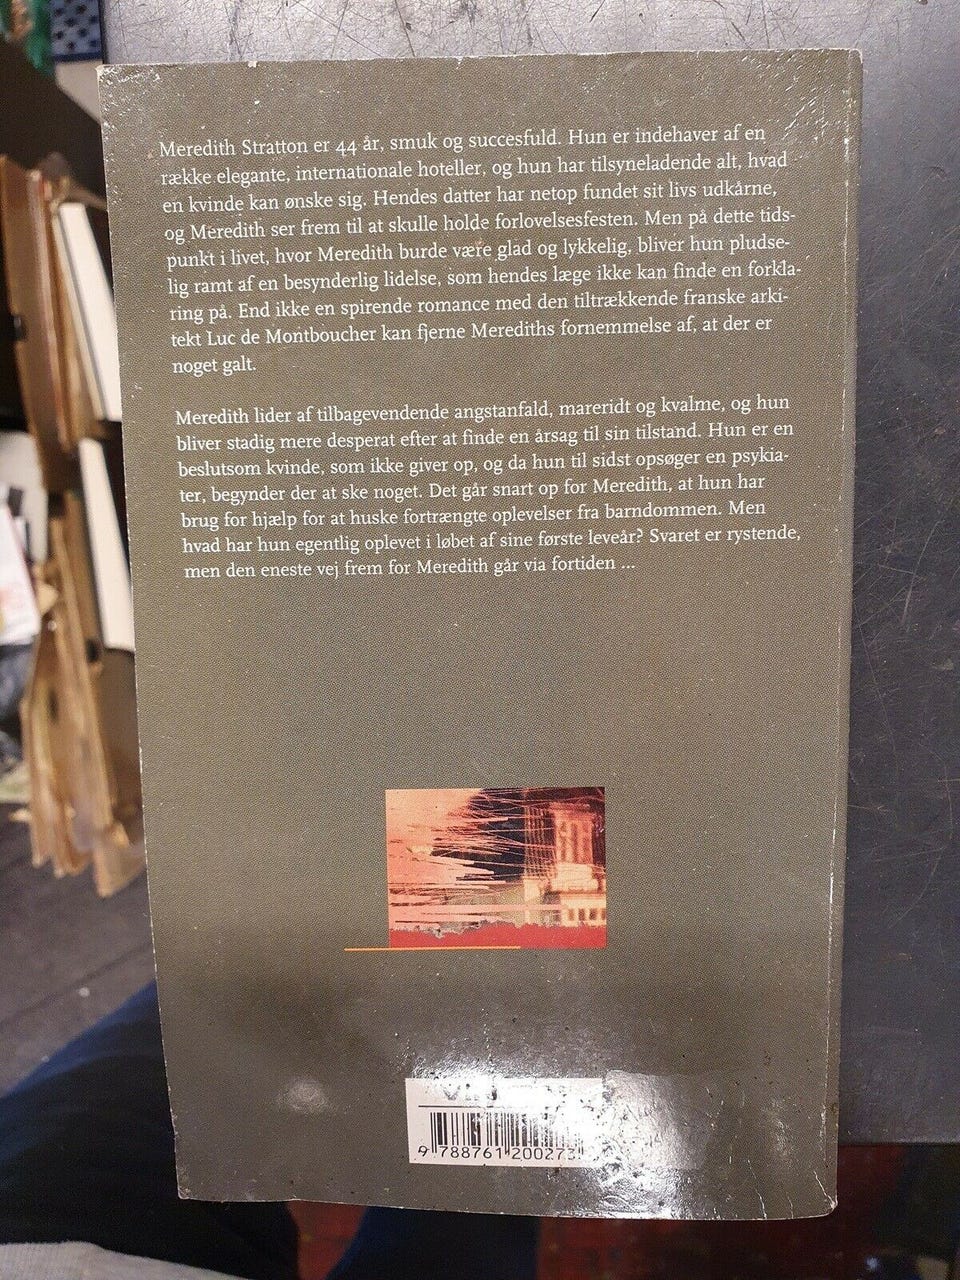 Meredith Stratton er 44 år, smuk og succesfuld. Hun er indehaver af en
række elegante, internationale hoteller, og hun har tilsyneladende alt, hvad
en kvinde kan ønske sig. Hendes datter har netop fundet sit livs udkårne,
og Meredith ser frem til at skulle holde forlovelsesfesten. Men på dette tids-
punkt i livet, hvor Meredith burde være glad og lykkelig, bliver hun pludse-
lig ramt af en besynderlig lidelse, som hendes læge ikke kan finde en forkla-
ring på. End ikke en spirende romance med den tiltrækkende franske arki-
tekt Luc de Montboucher kan fjerne Merediths fornemmelse af, at der er
noget galt.
Meredith lider af tilbagevendende angstanfald, mareridt og kvalme, og hun
bliver stadig mere desperat efter at finde en årsag til sin tilstand. Hun er en
beslutsom kvinde, som ikke giver op, og da hun til sidst opsøger en psykia-
ter, begynder der at ske noget. Det går snart op for Meredith, at hun har
brug for hjælp for at huske fortrængte oplevelser fra barndommen. Men
hvad har hun egentlig oplevet i løbet af sine første leveår? Svaret er rystende,
men den eneste vej frem for Meredith går via fortiden ...
9 788761 200273